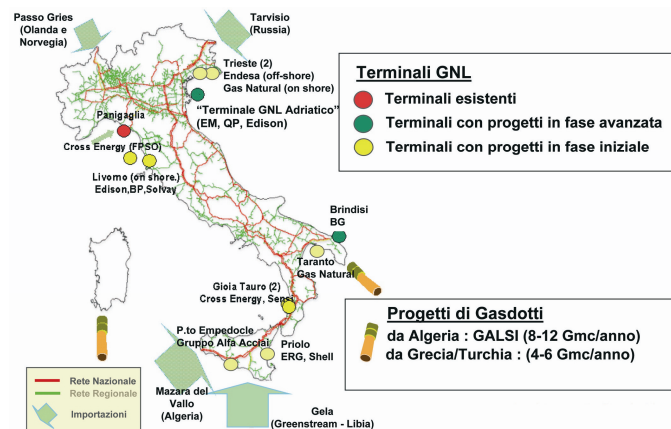 Passo Gries
(Olanda e
Norvegia)
Tarvisio
(Russia)
Trieste (2)
Endesa (off-shore)
Gas Natural (on shore)
“Terminale GNL Adriatico”
(EM, QP, Edison)
Panigaglia
Cross Energy (FPSO)
Livorno (on shore.)
Edison,BP,Solvay
Brindisi
BG
Taranto
Gas Natural
Gioia Tauro (2)
Cross Energy, Sensi
P.to Empedocle
Gruppo Alfa Acciai
Priolo
ERG, Shell
Mazara del
Vallo
(Algeria)
Gela
(Greenstream - Libia)
Terminali GNL
Terminali esistenti
Terminali con progetti in fase avanzata
Terminali con progetti in fase iniziale
Progetti di Gasdotti
da Algeria : GALSI (8-12 Gmc/anno)
da Grecia/Turchia : (4-6 Gmc/anno)
Rete Nazionale
Rete Regionale
Importazioni